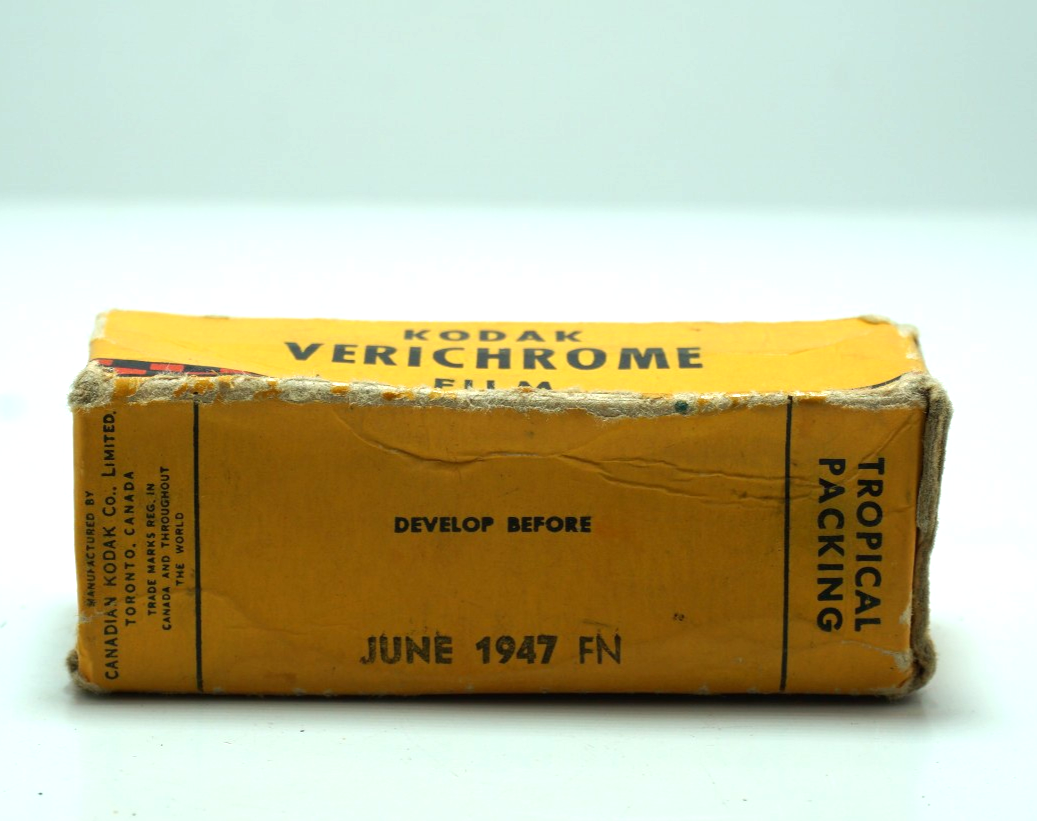 KODAK
VERICHROME
FILM
MANUFACTURED BY
CANADIAN KODAK CO., LIMITED,
TORONTO, CANADA
TRADE MARKS REG. IN
CANADA AND THROUGHOUT
THE WORLD
DEVELOP BEFORE
JUNE 1947 FN
TROPICAL
PACKING